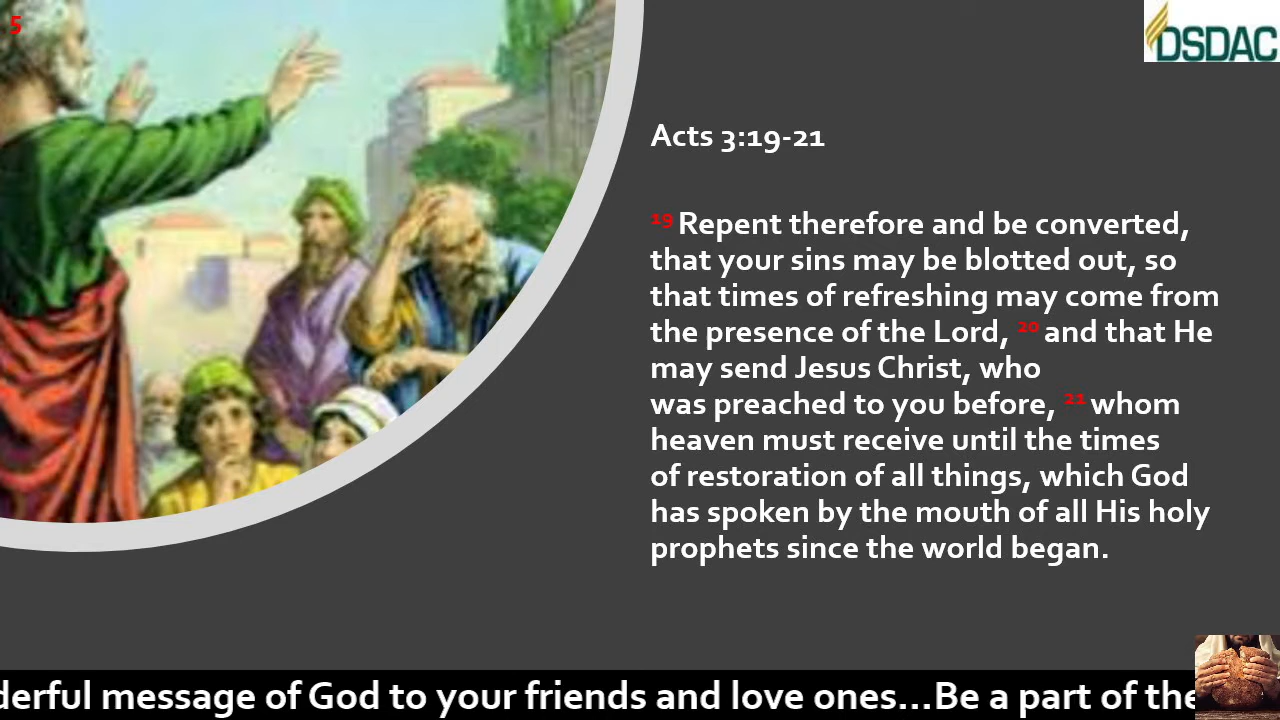 5
DSDAC
Acts 3:19-21
19 Repent therefore and be converted,
that your sins may be blotted out, so
that times of refreshing may come from
the presence of the Lord, 20 and that He
may send Jesus Christ, who
was preached to you before, 21 whom
heaven must receive until the times
of restoration of all things, which God
has spoken by the mouth of all His holy
prophets since the world began.
derful message of God to your friends and love ones...Be a part of the